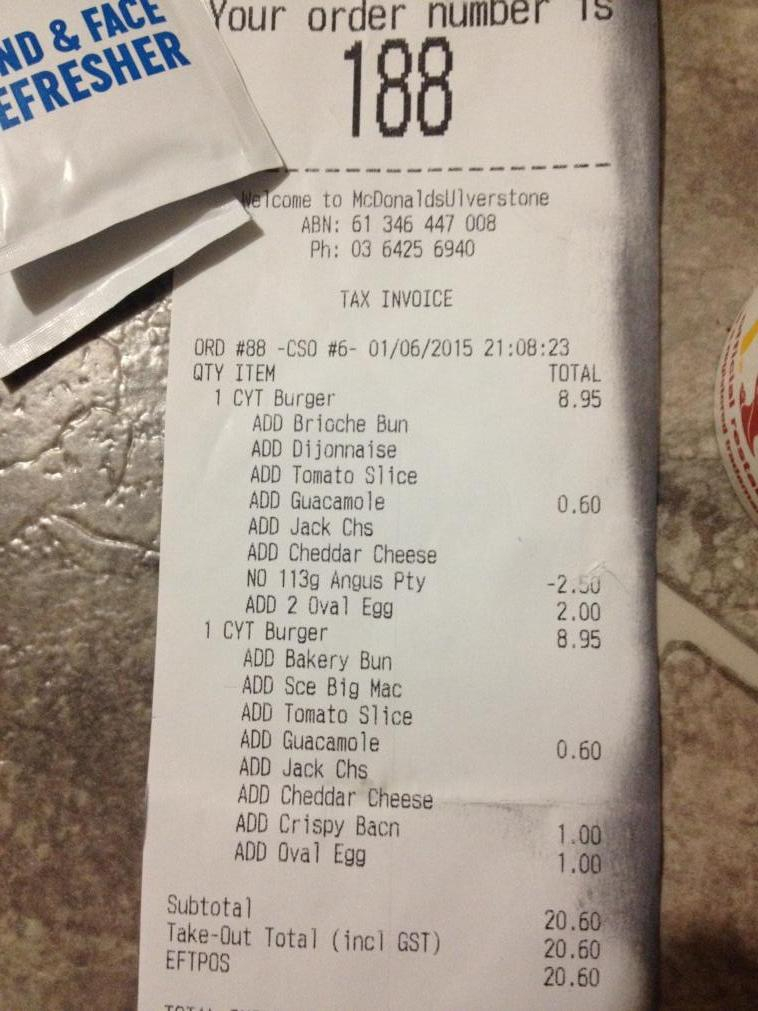 ND & FACE
EFRESHER
Your order number is
188
Welcome to McDonaldsUlverstone
ABN: 61 346 447 008
Ph: 03 6425 6940
TAX INVOICE
ORD #88 -CSO #6- 01/06/2015 21:08:23
QTY ITEM TOTAL
1 CYT Burger 8.95
ADD Brioche Bun
ADD Dijonnaise
ADD Tomato Slice
ADD Guacamole 0.60
ADD Jack Chs
ADD Cheddar Cheese
NO 113g Angus Pty -2.50
ADD 2 Oval Egg 2.00
1 CYT Burger 8.95
ADD Bakery Bun
ADD Sce Big Mac
ADD Tomato Slice
ADD Guacamole 0.60
ADD Jack Chs
ADD Cheddar Cheese
ADD Crispy Bacn 1.00
ADD Oval Egg 1.00
Subtotal 20.60
Take-Out Total (incl GST) 20.60
EFTPOS 20.60